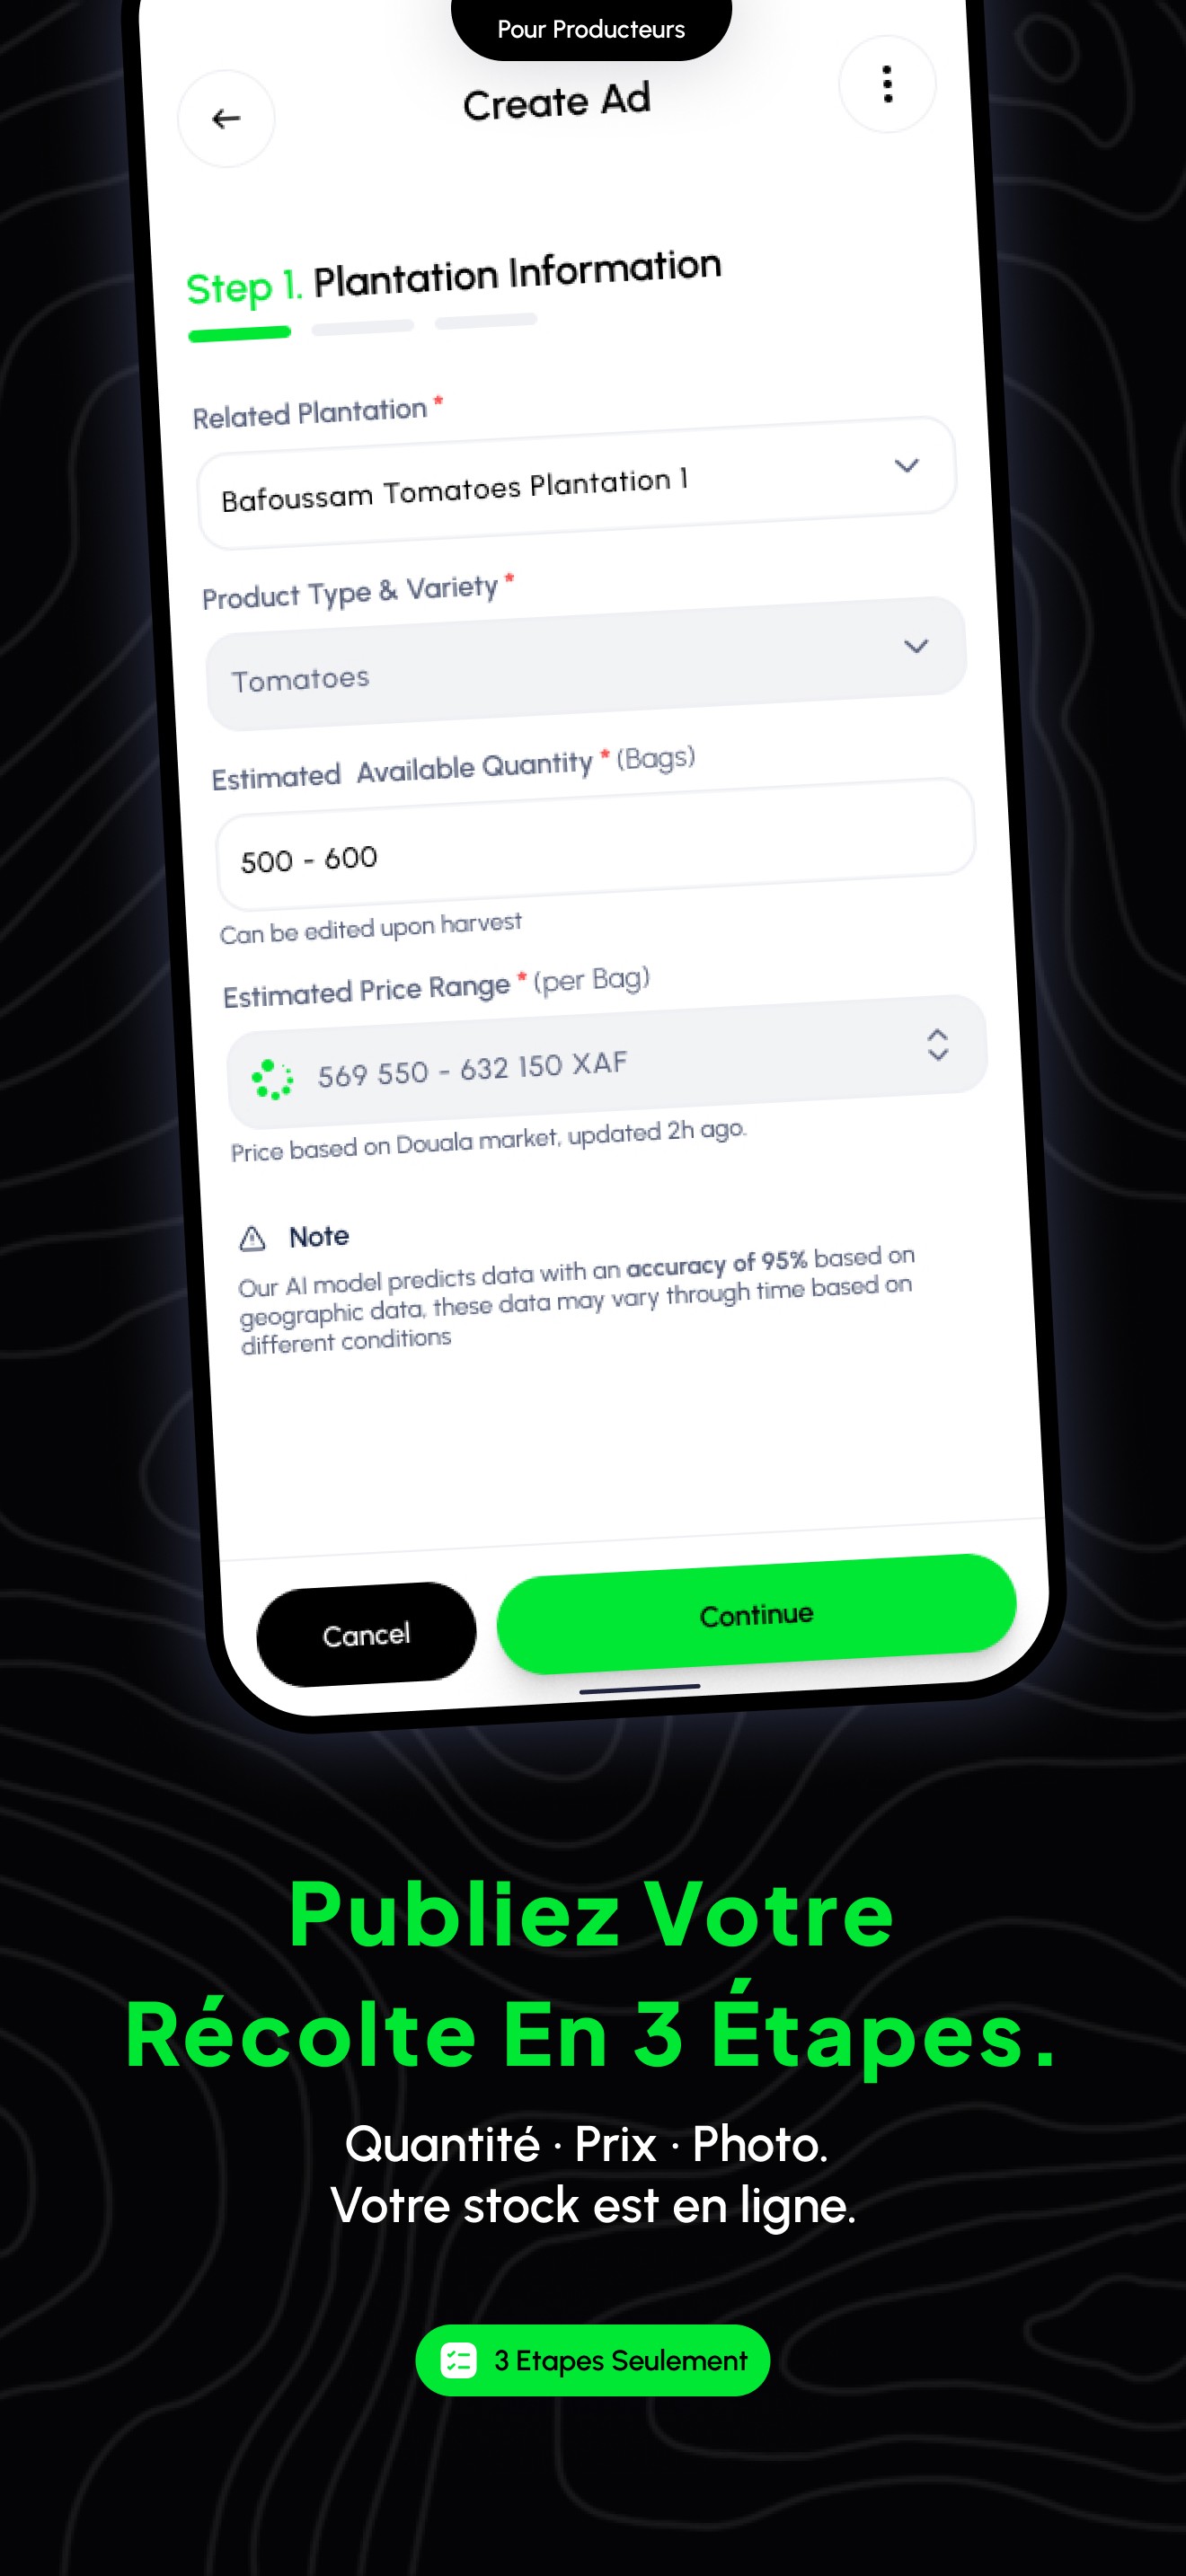 Pour Producteurs
Create Ad
Step 1. Plantation Information
Related Plantation *
Bafoussam Tomatoes Plantation 1
Product Type & Variety *
Tomatoes
Estimated Available Quantity * (Bags)
500 - 600
Can be edited upon harvest
Estimated Price Range * (per Bag)
569 550 - 632 150 XAF
Price based on Douala market, updated 2h ago.
Note
Our AI model predicts data with an accuracy of 95% based on
geographic data, these data may vary through time based on
different conditions
Cancel
Continue
Publiez Votre
Récolte En 3 Étapes.
Quantité · Prix · Photo.
Votre stock est en ligne.
3 Etapes Seulement